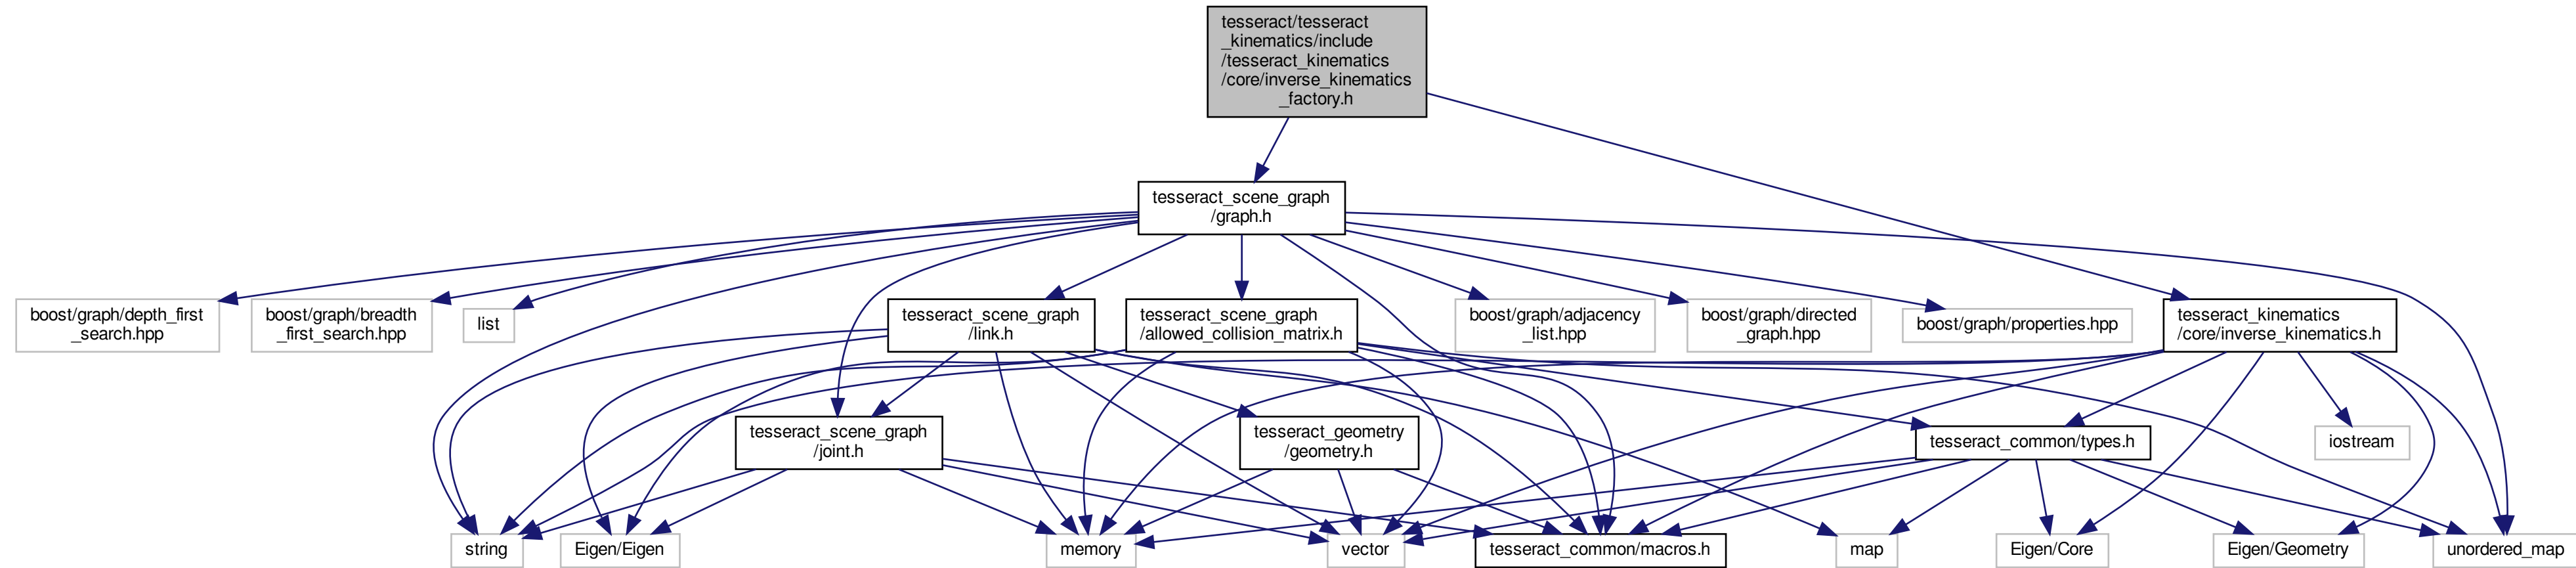 tesseract/tesseract
_kinematics/include
/tesseract_kinematics
/core/inverse_kinematics
_factory.h
tesseract_scene_graph
/graph.h
boost/graph/depth_first
_search.hpp
boost/graph/breadth
_first_search.hpp
list
tesseract_scene_graph
/link.h
tesseract_scene_graph
/allowed_collision_matrix.h
boost/graph/adjacency
_list.hpp
boost/graph/directed
_graph.hpp
boost/graph/properties.hpp
tesseract_kinematics
/core/inverse_kinematics.h
tesseract_scene_graph
/joint.h
tesseract_geometry
/geometry.h
tesseract_common/types.h
iostream
string
Eigen/Eigen
memory
vector
tesseract_common/macros.h
map
Eigen/Core
Eigen/Geometry
unordered_map